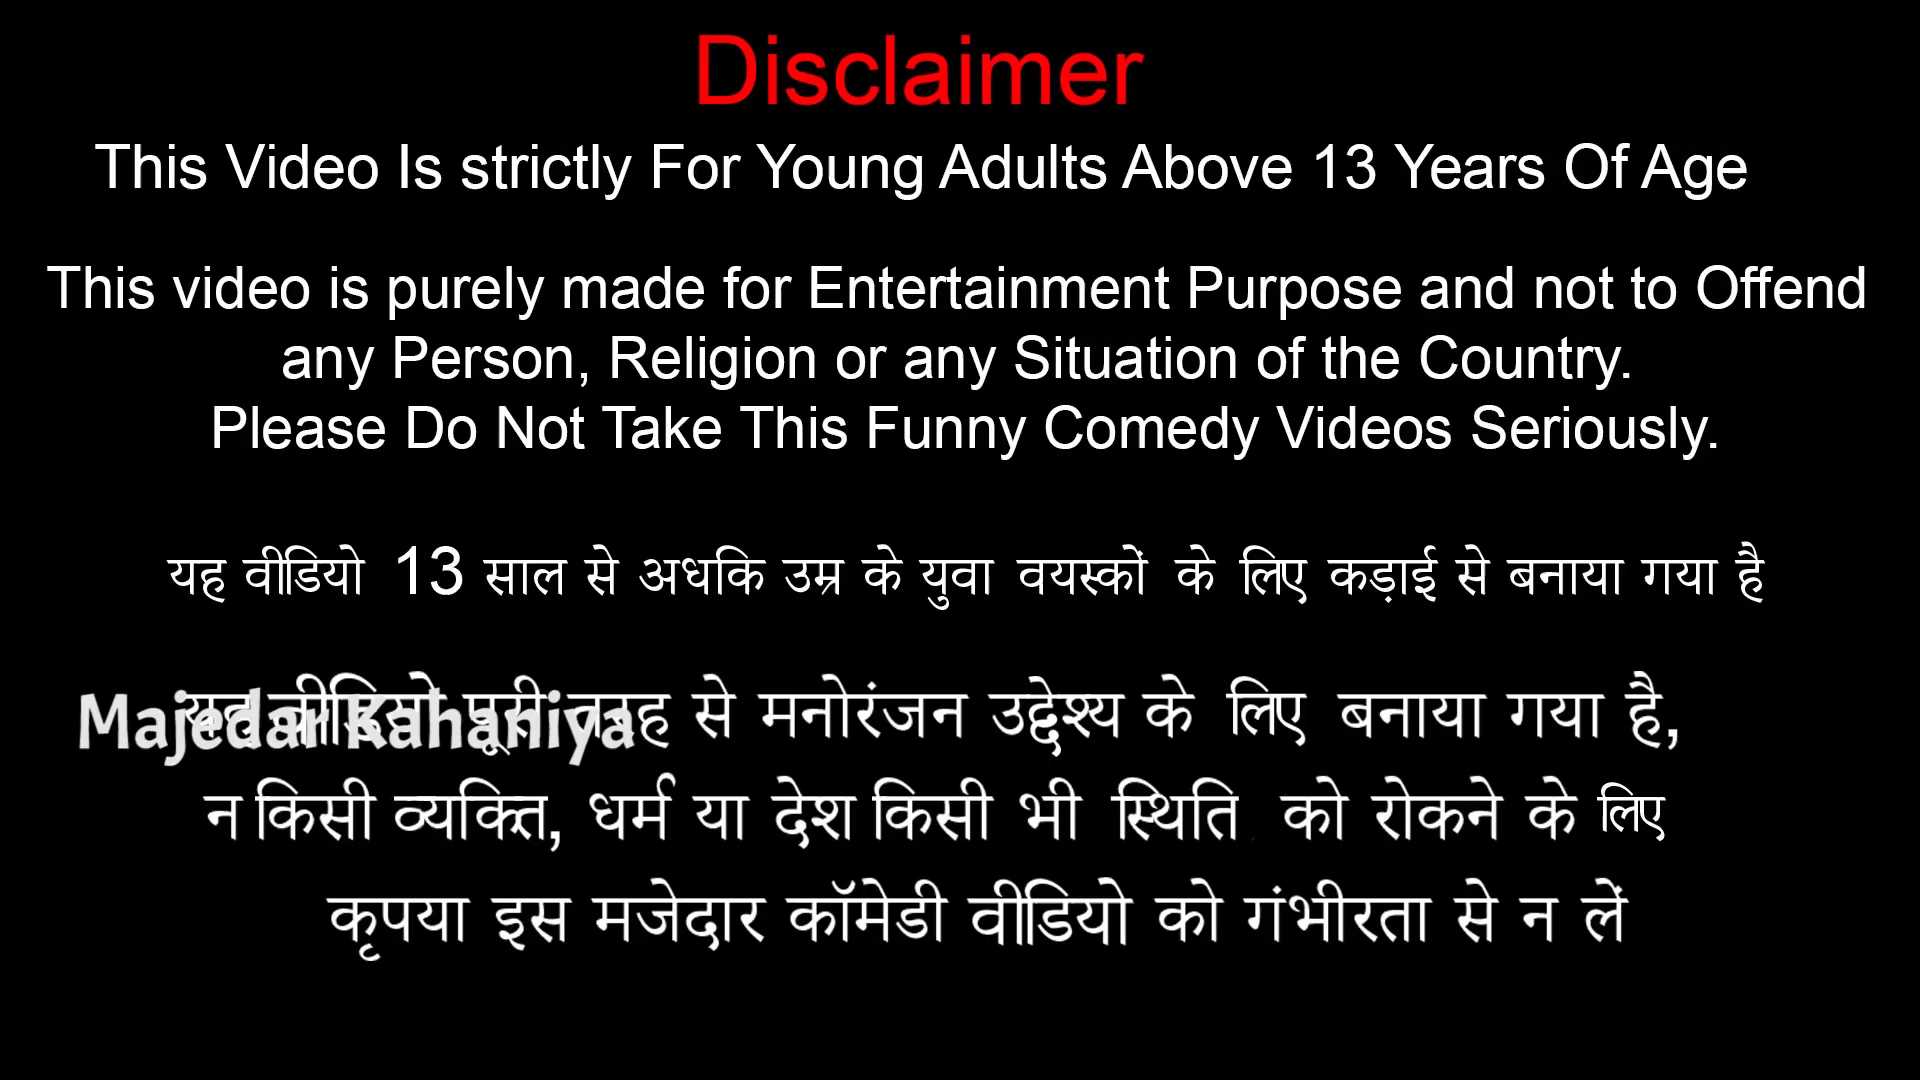 Disclaimer
This Video Is strictly For Young Adults Above 13 Years Of Age
This video is purely made for Entertainment Purpose and not to Offend
any Person, Religion or any Situation of the Country.
Please Do Not Take This Funny Comedy Videos Seriously.
यह वीडियो 13 साल से अधकि उम्र के युवा वयस्कों के लिए कड़ाई से बनाया गया है
Majedar Kahaniya
यह वीडियो पूरी तरह से मनोरंजन उद्देश्य के लिए बनाया गया है,
न किसी व्यक्ति, धर्म या देश किसी भी स्थिति को रोकने के लिए
कृपया इस मजेदार कॉमेडी वीडियो को गंभीरता से न लें